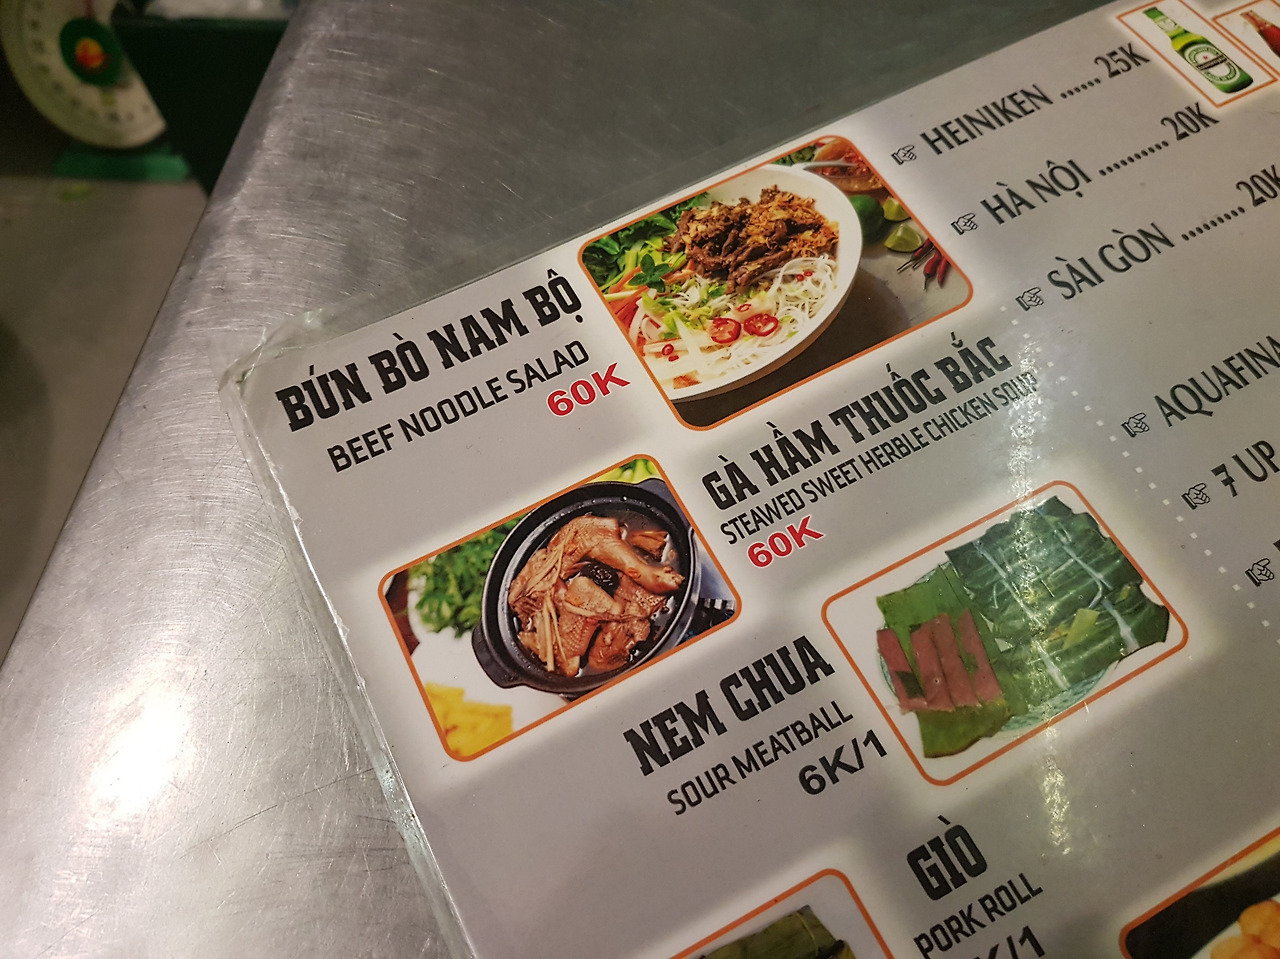 BÚN BÒ NAM BỘ
BEEF NOODLE SALAD
60K
GÀ HẦM THUỐC BẮC
STEAWED SWEET HERBLE CHICKEN SOUP
60K
NEM CHUA
SOUR MEATBALL
6K/1
GIÒ
PORK ROLL
K/1
HEINIKEN ...... 25K
HÀ NỘI .......... 20K
SÀI GÒN ......... 20K
AQUAFINA
7 UP